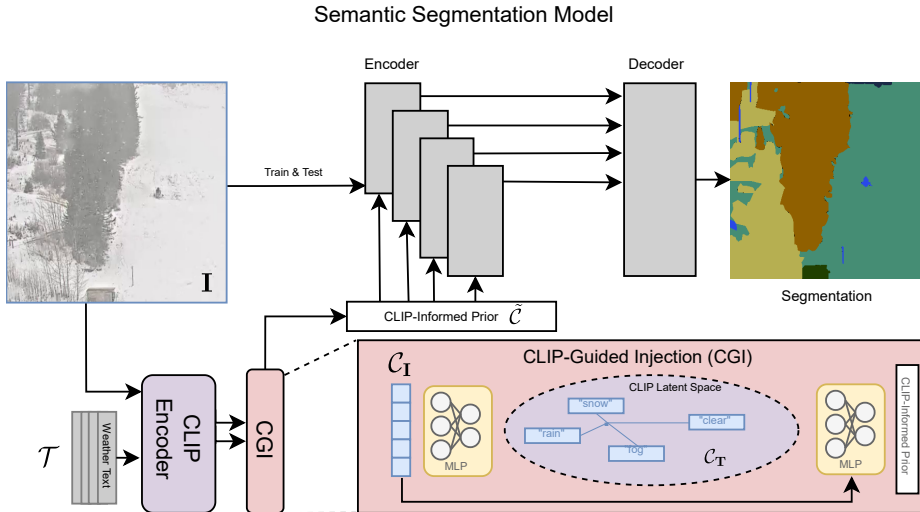 Semantic Segmentation Model
Encoder
Decoder
Train & Test
I
Segmentation
CLIP-Informed Prior C̃
CLIP-Guided Injection (CGI)
C_I
CLIP Latent Space
"snow"
"clear"
"rain"
"fog"
C_T
MLP
MLP
CLIP-Informed Prior
T
Weather Text
CLIP
Encoder
CGI